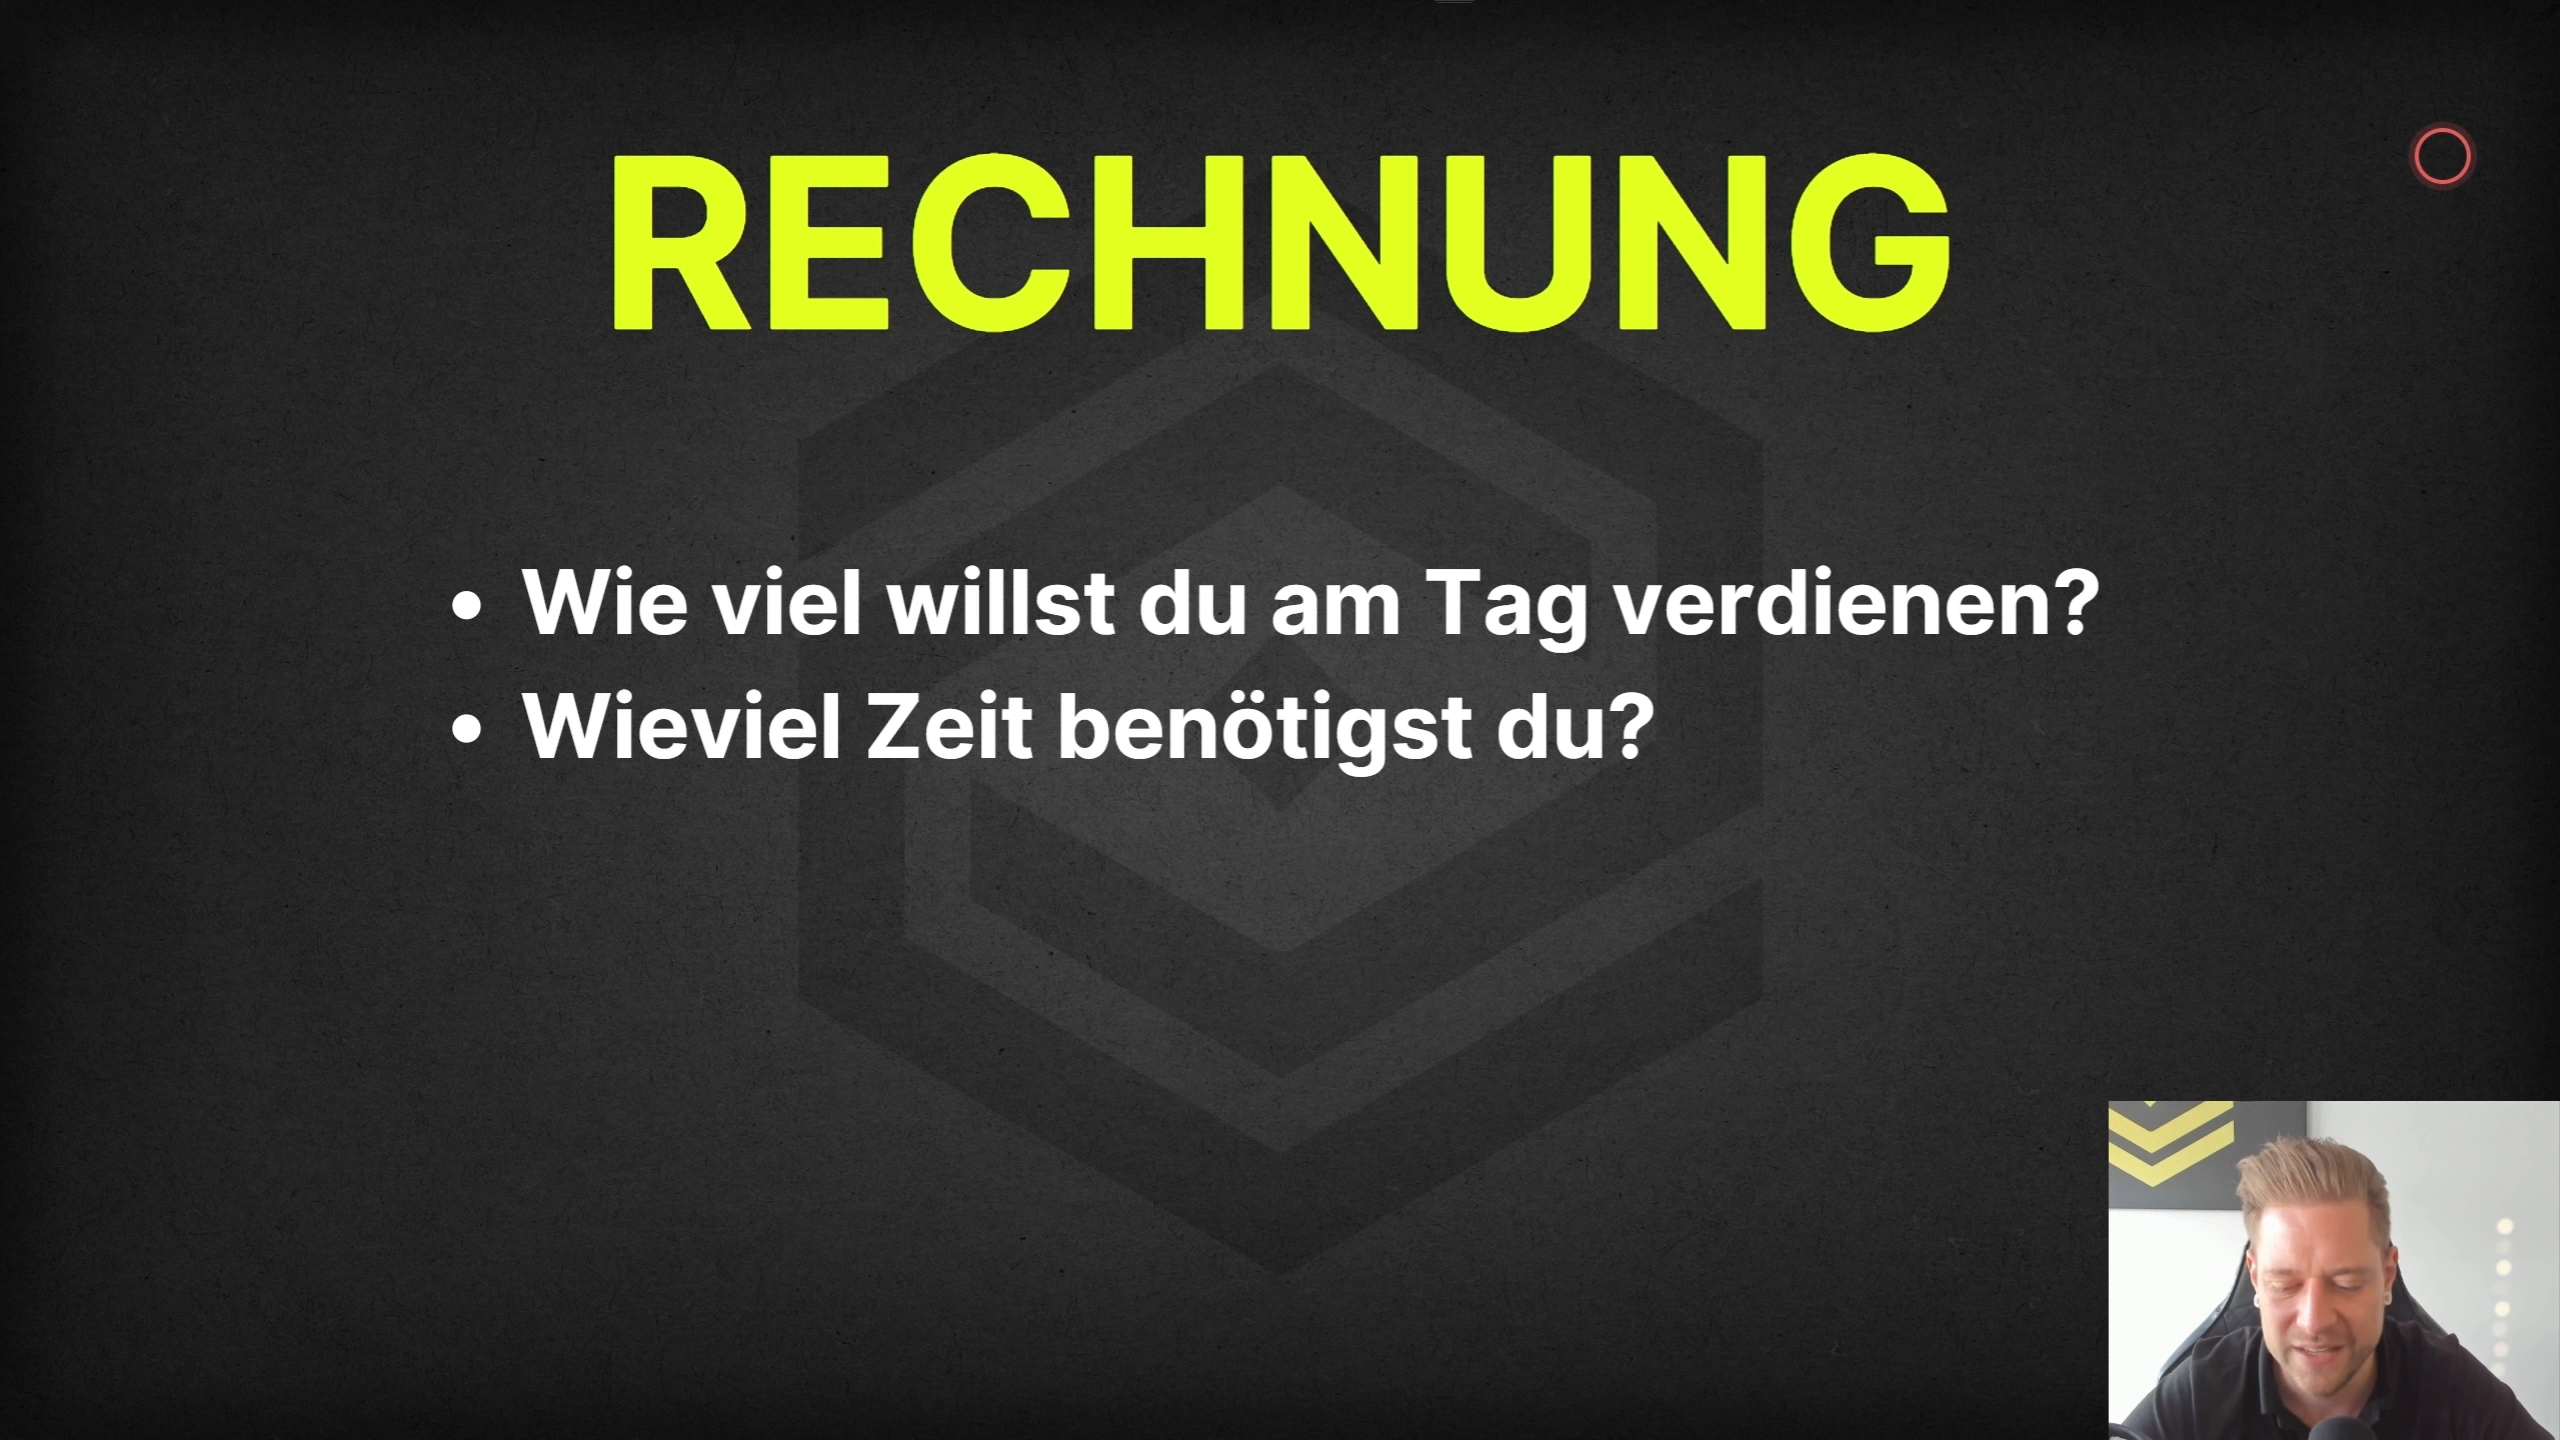 RECHNUNG
• Wie viel willst du am Tag verdienen?
• Wieviel Zeit benötigst du?